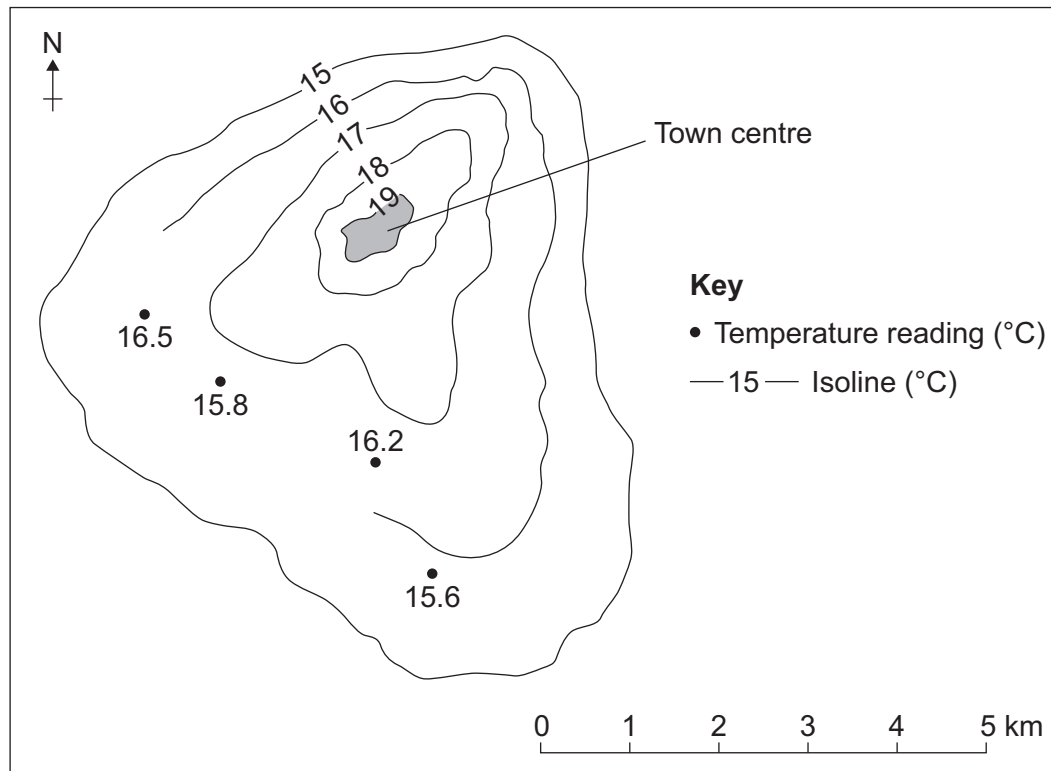 N
15
16
17
18
19
Town centre
16.5
15.8
16.2
15.6
Key
Temperature reading (°C)
15 Isoline (°C)
0 1 2 3 4 5 km